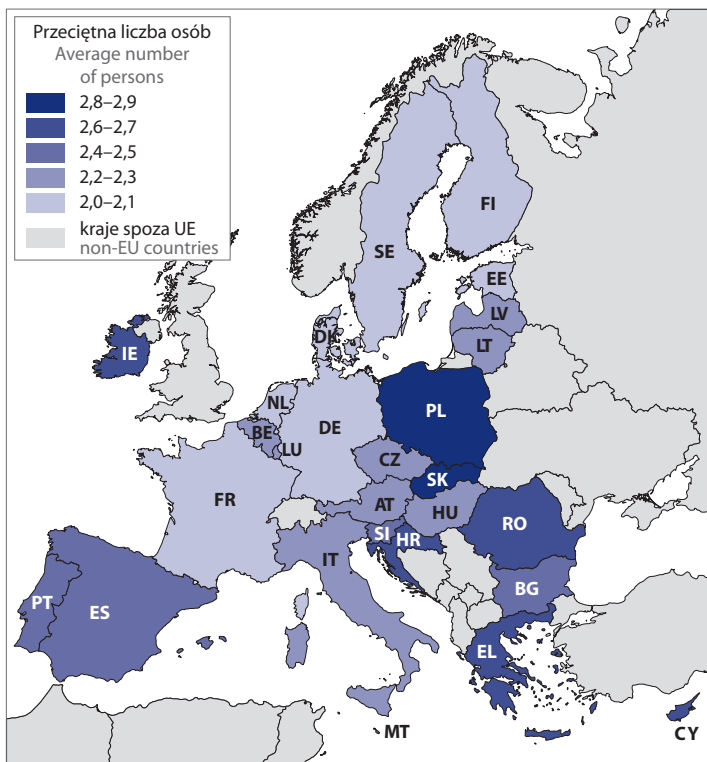 Przeciętna liczba osób
Average number
of persons
2,8–2,9
2,6–2,7
2,4–2,5
2,2–2,3
2,0–2,1
kraje spoza UE
non-EU countries
FI
SE
EE
LV
DK
LT
IE
NL
PL
DE
BE
LU
CZ
SK
FR
AT
HU
RO
SI
HR
IT
BG
PT
ES
EL
MT
CY